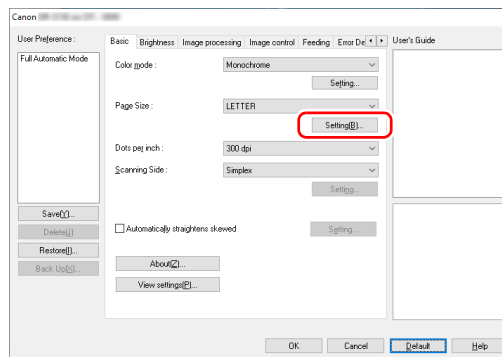 Canon
User Preference :
Full Automatic Mode
Save(Y)...
Delete(J)
Restore(I)...
Back Up(X)...
Basic Brightness Image processing Image control Feeding Error De
Color mode : Monochrome
Setting...
Page Size : LETTER
Setting(B)...
Dots per inch : 300 dpi
Scanning Side : Simplex
Setting...
Automatically straightens skewed Setting...
About(Z)...
View settings(P)...
User's Guide
OK Cancel Default Help